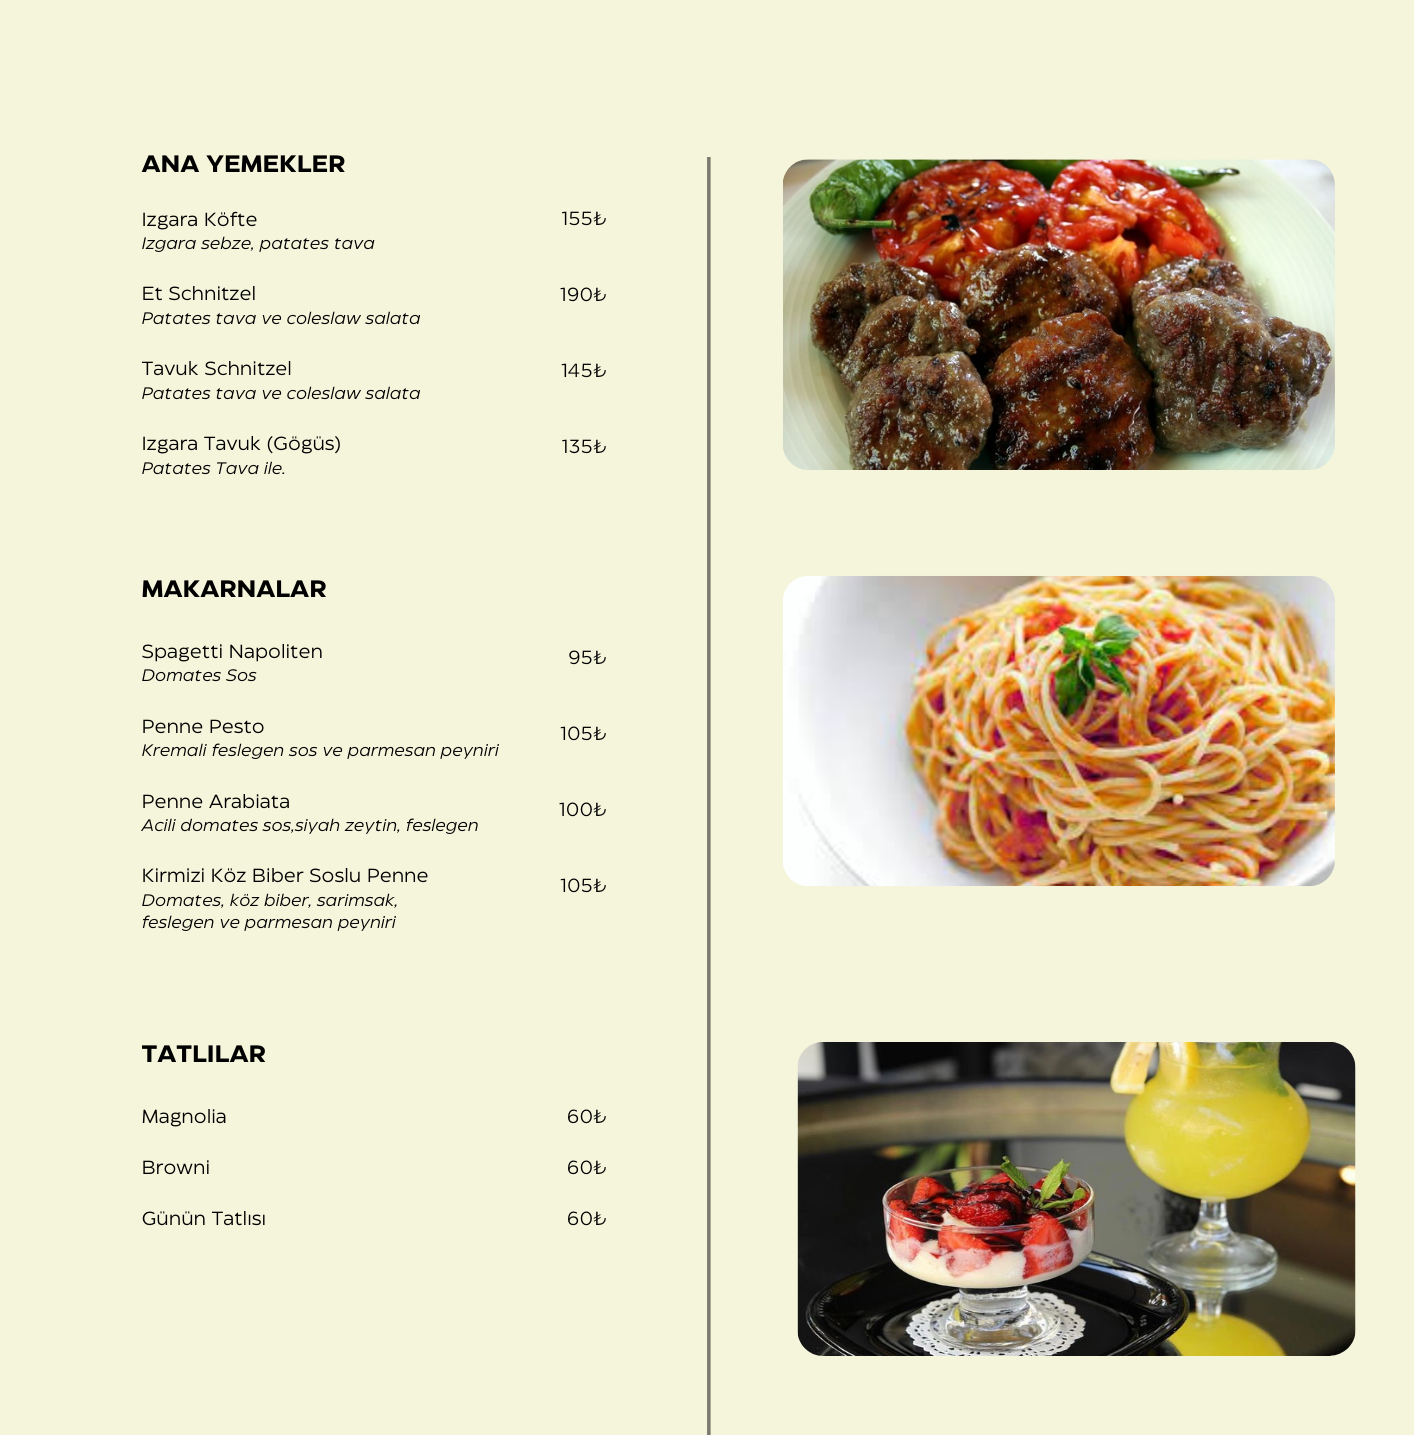 ANA YEMEKLER
Izgara Köfte 155₺
Izgara sebze, patates tava
Et Schnitzel 190₺
Patates tava ve coleslaw salata
Tavuk Schnitzel 145₺
Patates tava ve coleslaw salata
Izgara Tavuk (Gögüs) 135₺
Patates Tava ile.
MAKARNALAR
Spagetti Napoliten 95₺
Domates Sos
Penne Pesto 105₺
Kremali feslegen sos ve parmesan peyniri
Penne Arabiata 100₺
Acili domates sos,siyah zeytin, feslegen
Kirmizi Köz Biber Soslu Penne 105₺
Domates, köz biber, sarimsak,
feslegen ve parmesan peyniri
TATLILAR
Magnolia 60₺
Browni 60₺
Günün Tatlısı 60₺